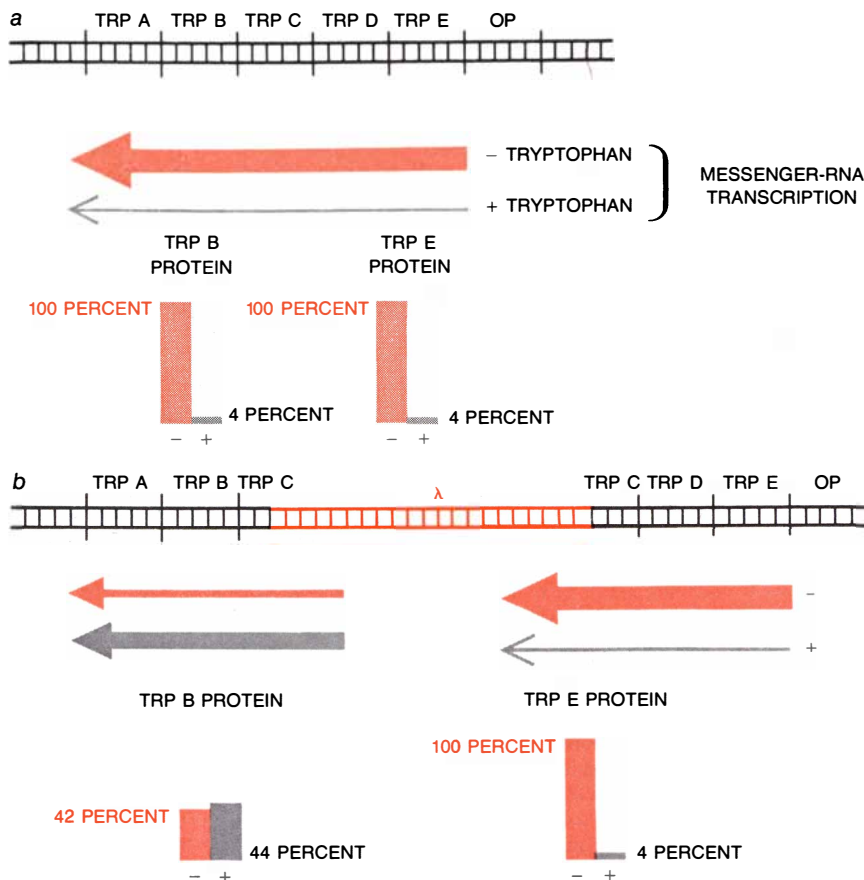 a
TRP A TRP B TRP C TRP D TRP E OP
− TRYPTOPHAN
+ TRYPTOPHAN
MESSENGER-RNA
TRANSCRIPTION
TRP B
PROTEIN
TRP E
PROTEIN
100 PERCENT
100 PERCENT
4 PERCENT
4 PERCENT
− +
− +
b
TRP A TRP B TRP C λ TRP C TRP D TRP E OP
−
+
TRP B PROTEIN
TRP E PROTEIN
100 PERCENT
42 PERCENT
44 PERCENT
4 PERCENT
− +
− +